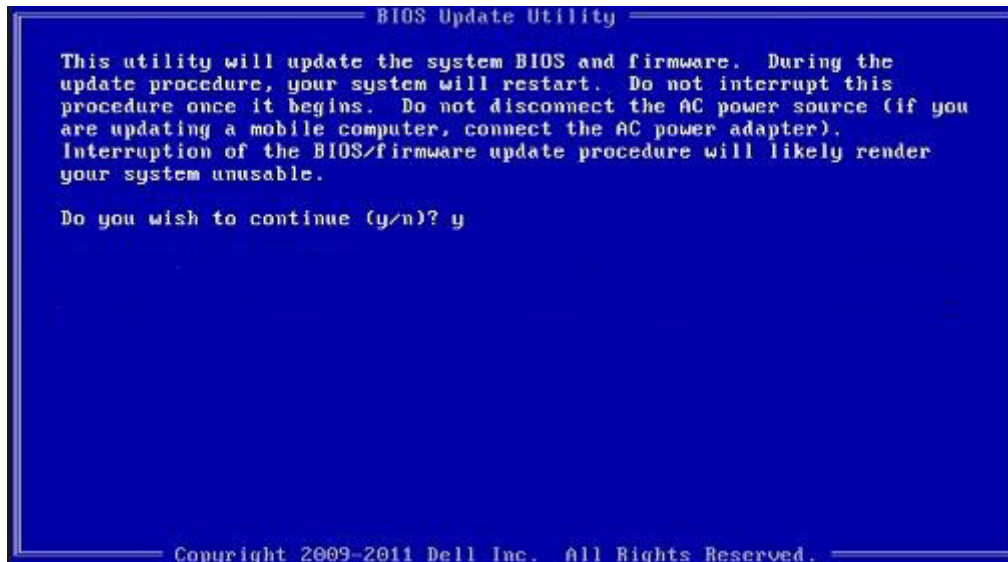 BIOS Update Utility
This utility will update the system BIOS and firmware. During the
update procedure, your system will restart. Do not interrupt this
procedure once it begins. Do not disconnect the AC power source (if you
are updating a mobile computer, connect the AC power adapter).
Interruption of the BIOS/firmware update procedure will likely render
your system unusable.
Do you wish to continue (y/n)? y
Copyright 2009-2011 Dell Inc. All Rights Reserved.